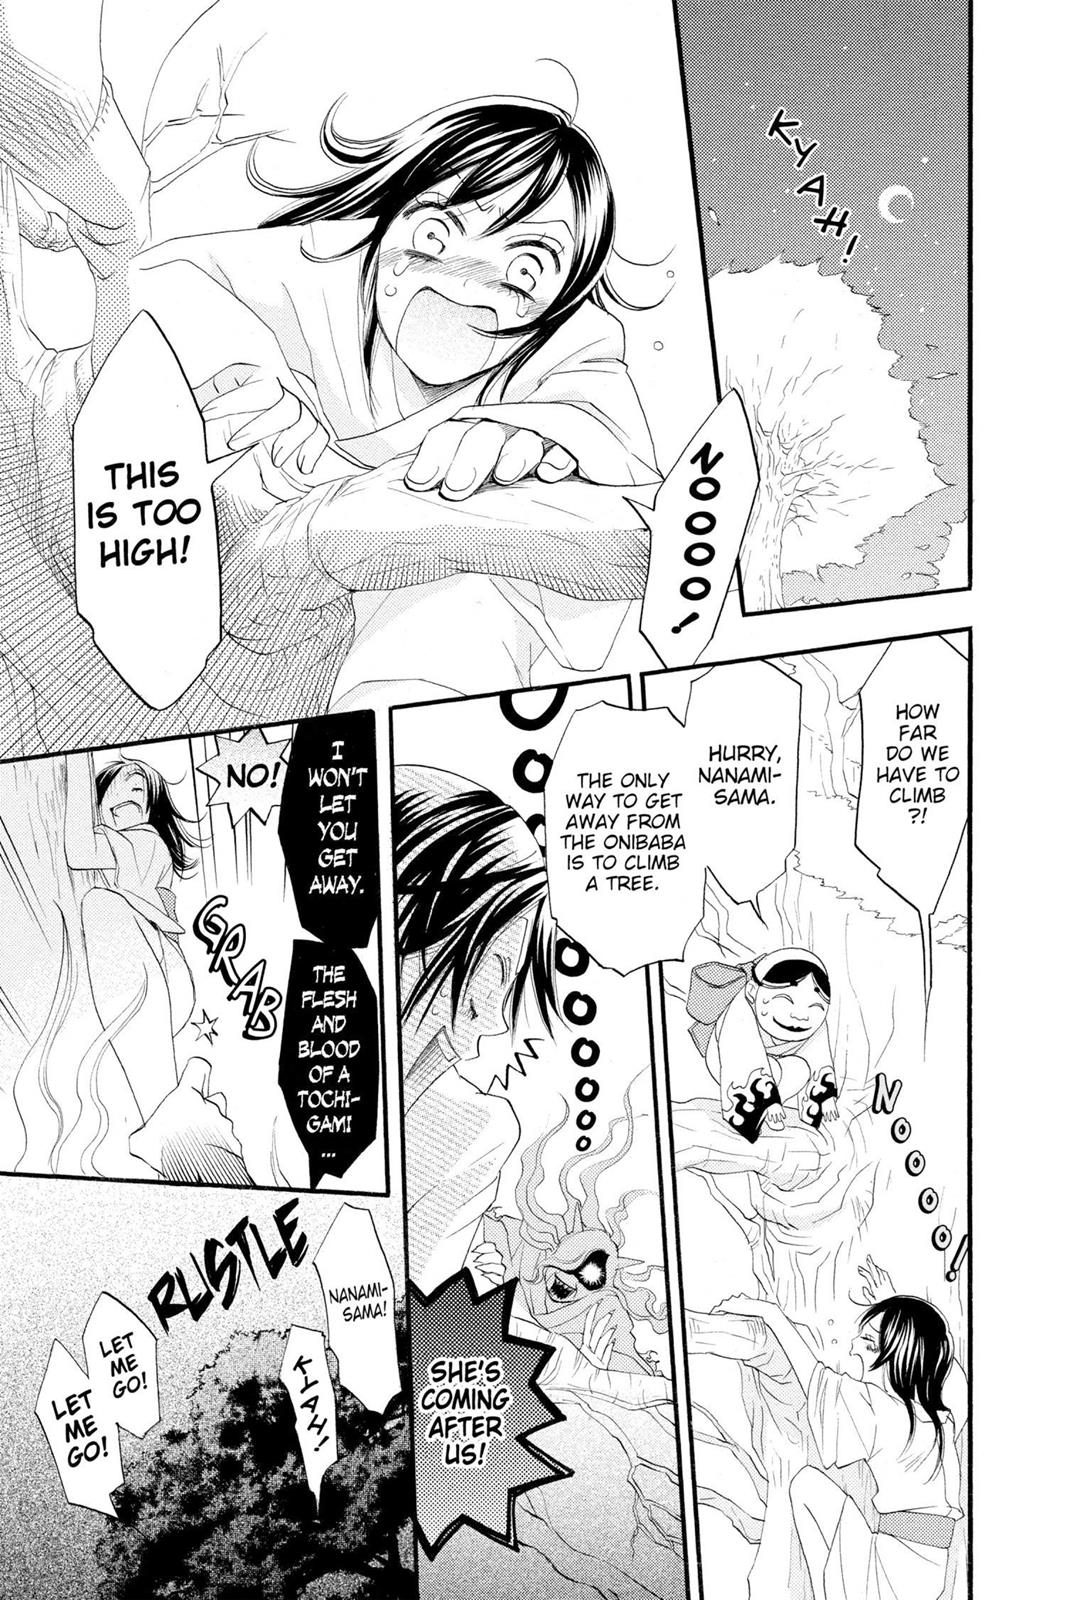 KYAH!
NOOOO!
THIS
IS TOO
HIGH!
HOW
FAR
DO WE
HAVE TO
CLIMB
?!
HURRY,
NANAMI-
SAMA.
THE ONLY
WAY TO GET
AWAY FROM
THE ONIBABA
IS TO CLIMB
A TREE.
NOOOO!
OOOOOOOO...
SHE'S
COMING
AFTER
US!
I
WON'T
LET
YOU
GET
AWAY.
THE
FLESH
AND
BLOOD
OF A
TOCHI-
GAMI
...
NO!
GRAB
NANAMI-
SAMA!
KYAH!
RUSTLE
LET
ME
GO!
LET
ME
GO!